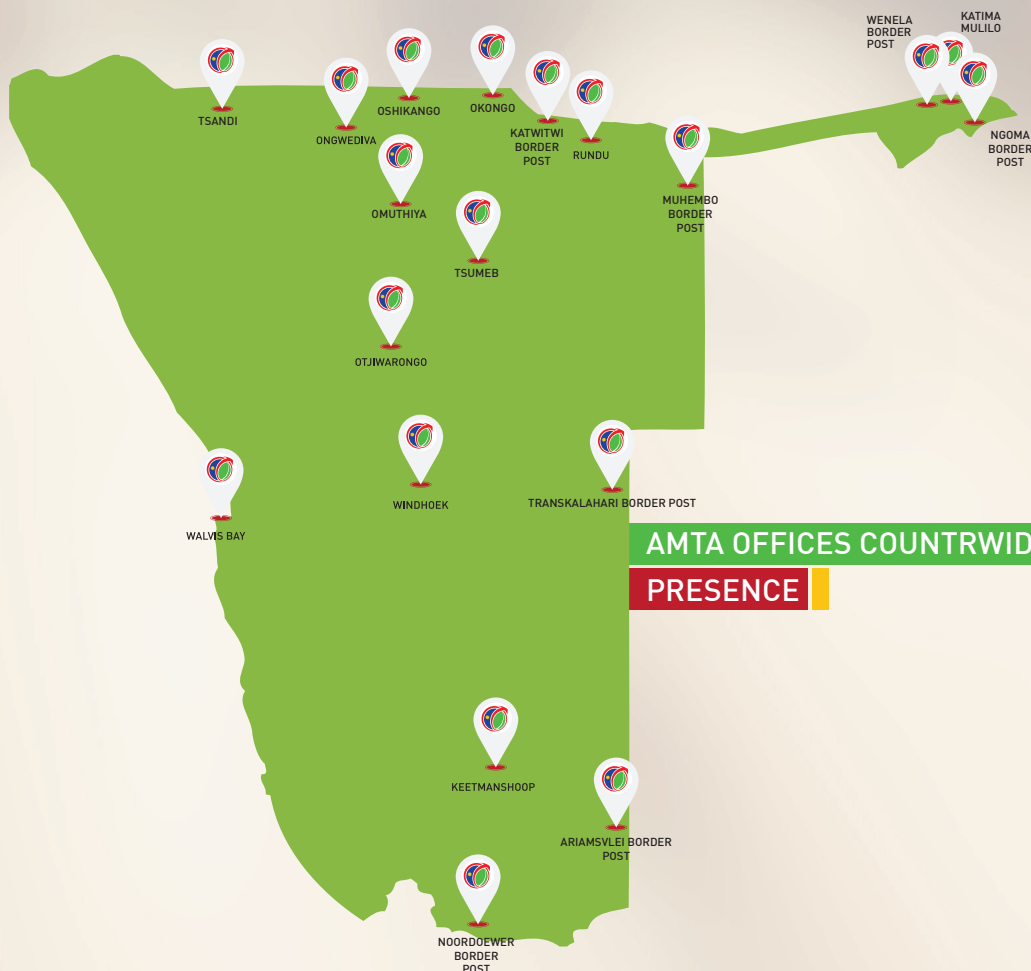 WENELA
BORDER
POST
KATIMA
MULILO
TSANDI
ONGWEDIVA
OSHIKANGO
OKONGO
KATWITWI
BORDER
POST
RUNDU
NGOMA
BORDER
POST
OMUTHIYA
MUHEMBO
BORDER
POST
TSUMEB
OTJIWARONGO
WINDHOEK
TRANSKALAHARI BORDER POST
WALVIS BAY
AMTA OFFICES COUNTRWID
PRESENCE
KEETMANSHOOP
ARIAMSVLEI BORDER
POST
NOORDOEWER
BORDER
POST